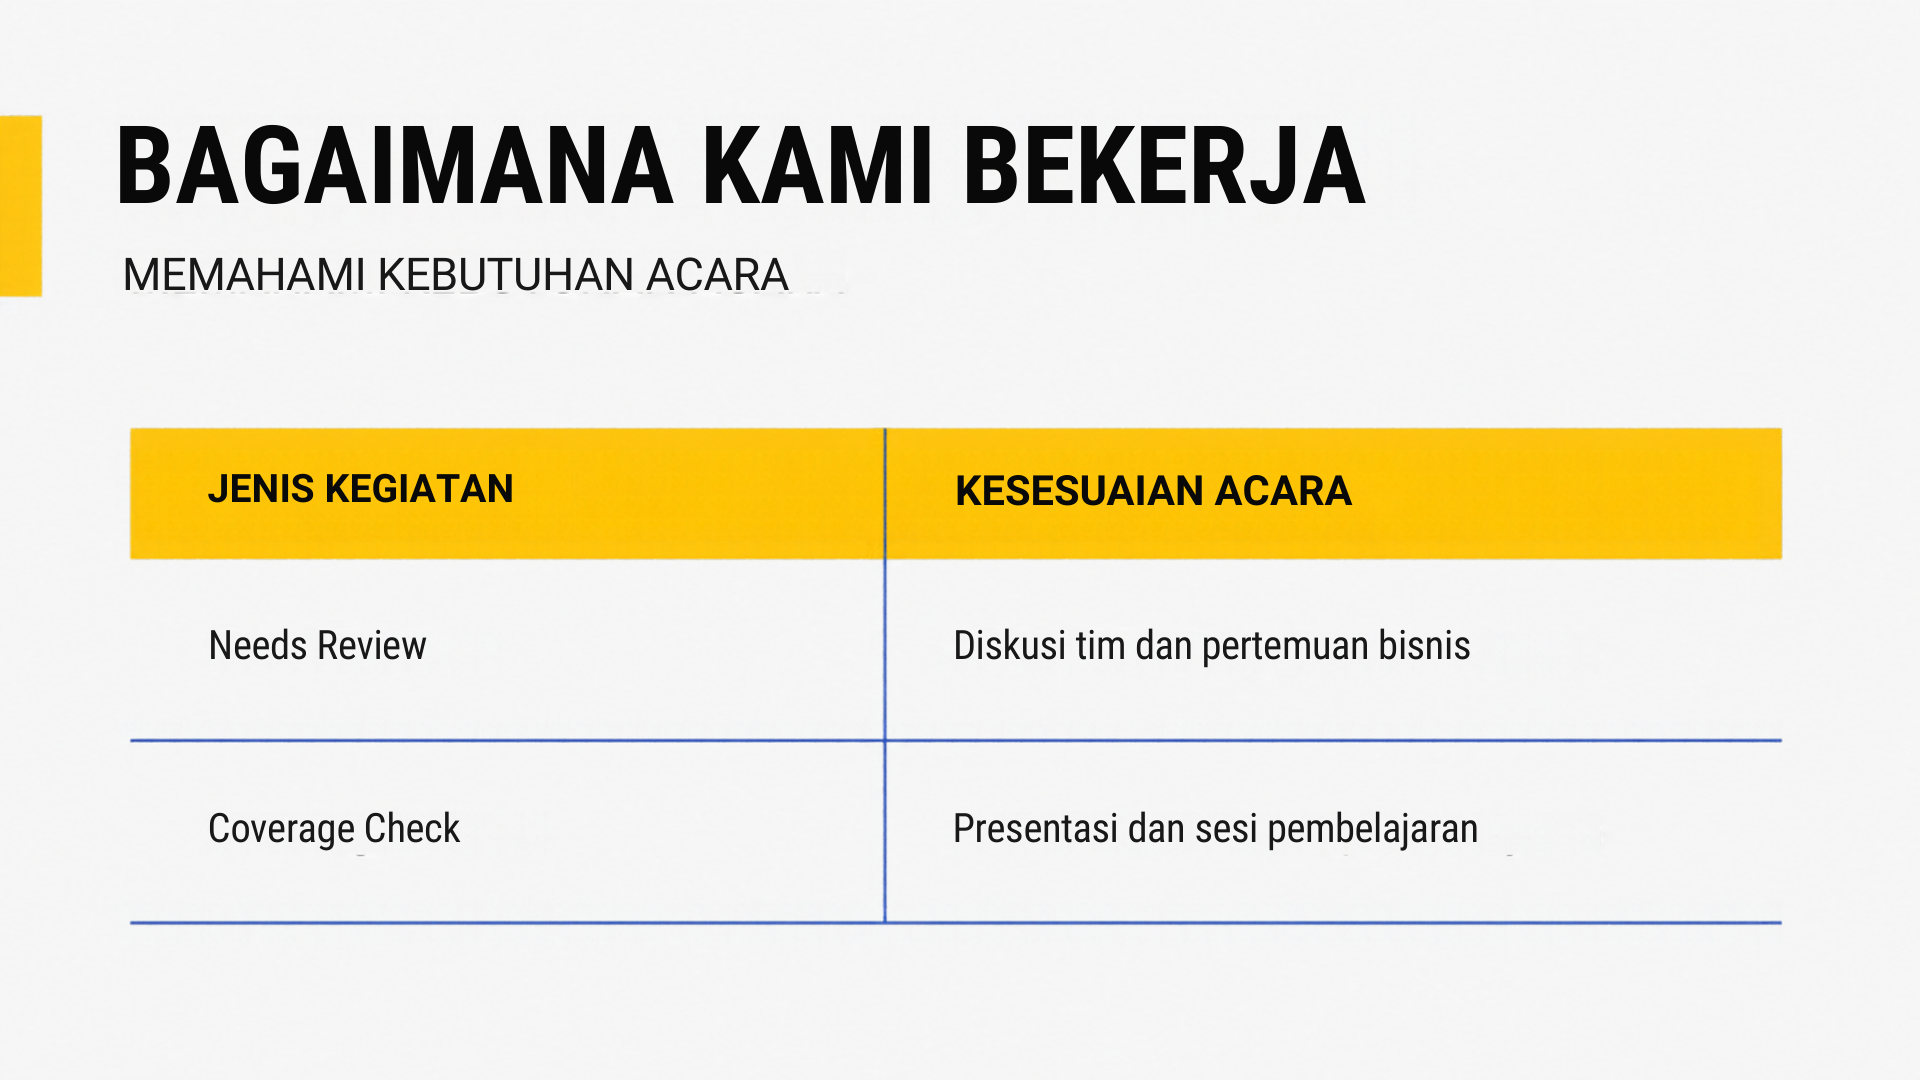 BAGAIMANA KAMI BEKERJA
MEMAHAMI KEBUTUHAN ACARA
JENIS KEGIATAN
KESESUAIAN ACARA
Needs Review
Diskusi tim dan pertemuan bisnis
Coverage Check
Presentasi dan sesi pembelajaran